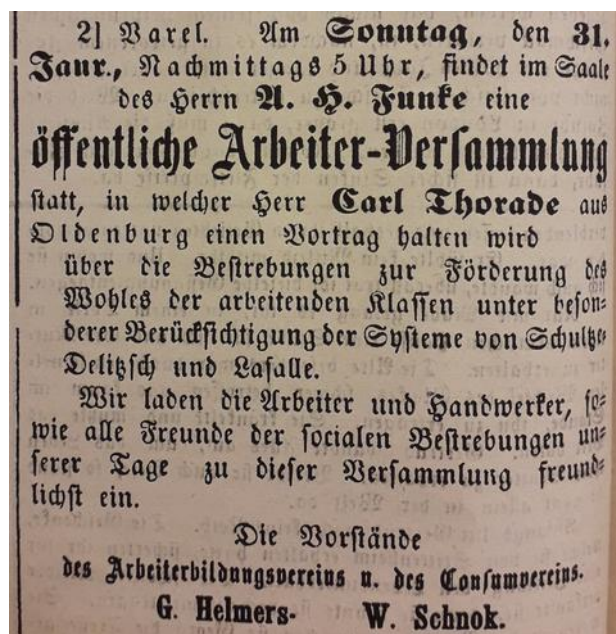 2] Varel. Am Sonntag, den 31.
Janr., Nachmittags 5 Uhr, findet im Saale
des Herrn A. H. Funke eine
öffentliche Arbeiter-Versammlung
statt, in welcher Herr Carl Thorade aus
Oldenburg einen Vortrag halten wird
über die Bestrebungen zur Förderung des
Wohles der arbeitenden Klassen unter beson-
derer Berücksichtigung der Systeme von Schultze-
Delitzsch und Lasalle.
Wir laden die Arbeiter und Handwerker, so-
wie alle Freunde der socialen Bestrebungen un-
serer Tage zu dieser Versammlung freund-
lichst ein.
Die Vorstände
des Arbeiterbildungsvereins u. des Consumvereins.
G. Helmers- W. Schnok.